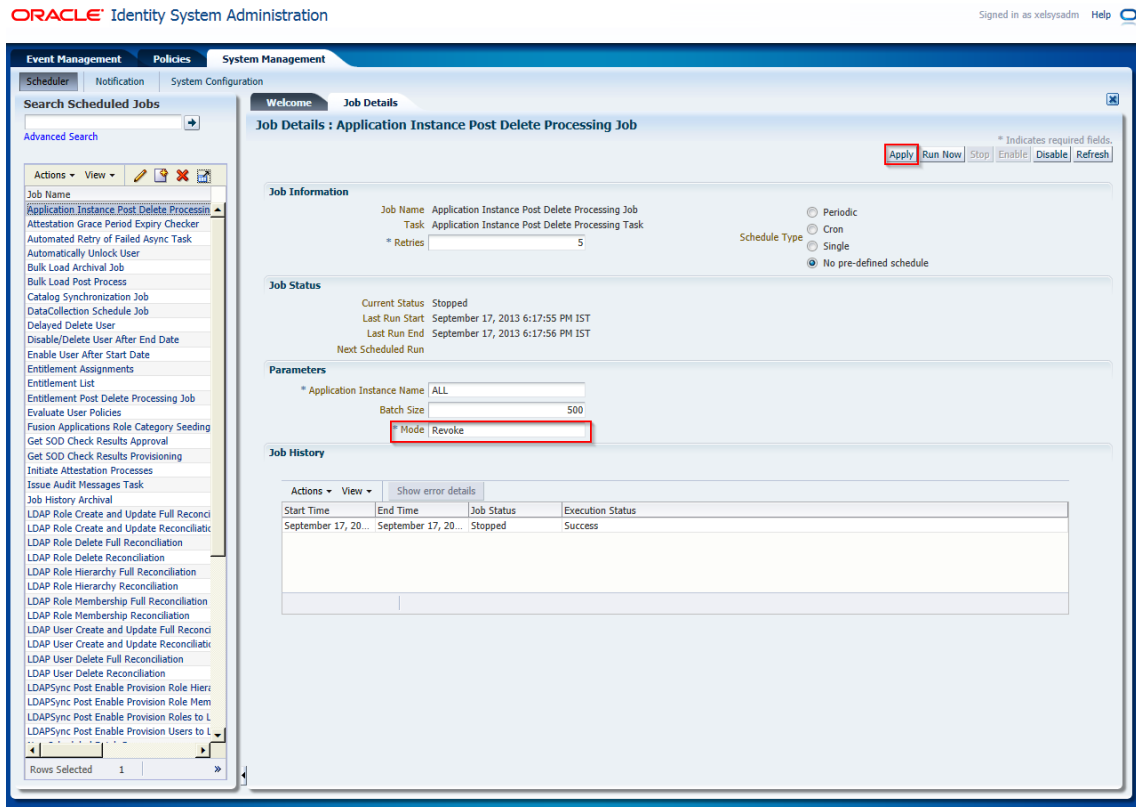 ORACLE Identity System Administration
Signed in as xelsysadm Help
Event Management Policies System Management
Scheduler Notification System Configuration
Search Scheduled Jobs
Advanced Search
Actions View
Job Name
Application Instance Post Delete Processin
Attestation Grace Period Expiry Checker
Automated Retry of Failed Async Task
Automatically Unlock User
Bulk Load Archival Job
Bulk Load Post Process
Catalog Synchronization Job
DataCollection Schedule Job
Delayed Delete User
Disable/Delete User After End Date
Enable User After Start Date
Entitlement Assignments
Entitlement List
Entitlement Post Delete Processing Job
Evaluate User Policies
Fusion Applications Role Category Seeding
Get SOD Check Results Approval
Get SOD Check Results Provisioning
Initiate Attestation Processes
Issue Audit Messages Task
Job History Archival
LDAP Role Create and Update Full Reconci
LDAP Role Create and Update Reconciliatio
LDAP Role Delete Full Reconciliation
LDAP Role Delete Reconciliation
LDAP Role Hierarchy Full Reconciliation
LDAP Role Hierarchy Reconciliation
LDAP Role Membership Full Reconciliation
LDAP Role Membership Reconciliation
LDAP User Create and Update Full Reconci
LDAP User Create and Update Reconciliatio
LDAP User Delete Full Reconciliation
LDAP User Delete Reconciliation
LDAPSync Post Enable Provision Role Hiera
LDAPSync Post Enable Provision Role Mem
LDAPSync Post Enable Provision Roles to L
LDAPSync Post Enable Provision Users to L
Rows Selected 1 »
Welcome Job Details
Job Details : Application Instance Post Delete Processing Job
* Indicates required fields.
Apply Run Now Stop Enable Disable Refresh
Job Information
Job Name Application Instance Post Delete Processing Job
Task Application Instance Post Delete Processing Task
* Retries 5
Schedule Type
Periodic
Cron
Single
No pre-defined schedule
Job Status
Current Status Stopped
Last Run Start September 17, 2013 6:17:55 PM IST
Last Run End September 17, 2013 6:17:56 PM IST
Next Scheduled Run
Parameters
* Application Instance Name ALL
Batch Size 500
* Mode Revoke
Job History
Actions View Show error details
Start Time End Time Job Status Execution Status
September 17, 20... September 17, 20... Stopped Success